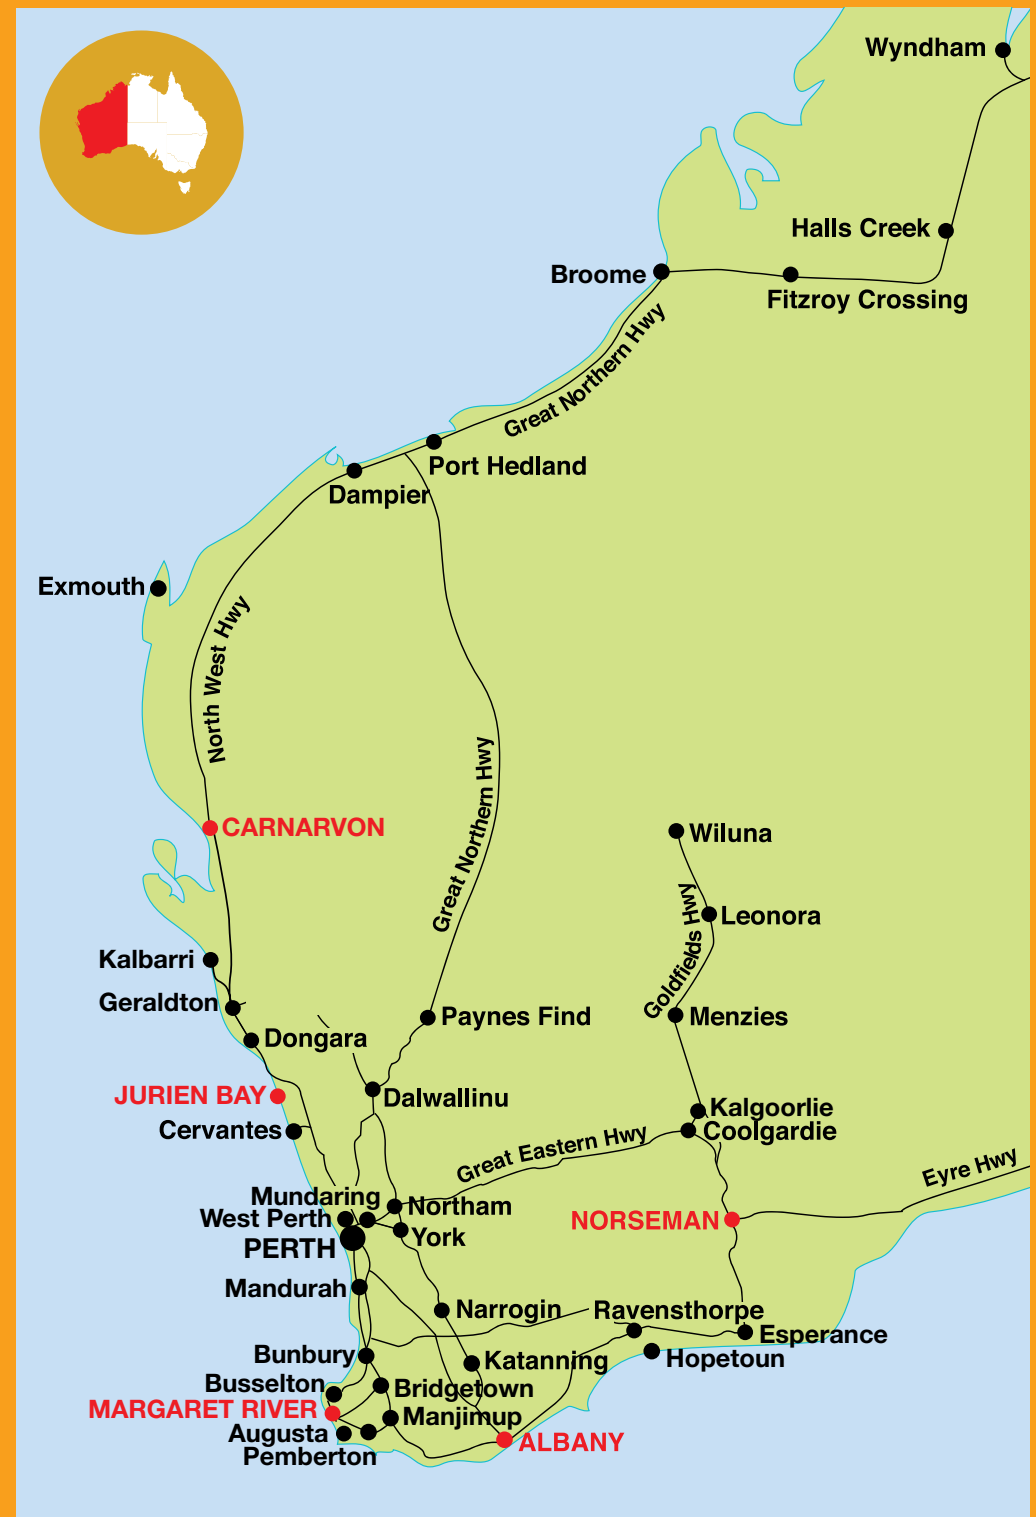 Wyndham
Halls Creek
Broome
Fitzroy Crossing
Great Northern Hwy
Port Hedland
Dampier
Exmouth
North West Hwy
Great Northern Hwy
CARNARVON
Wiluna
Goldfields Hwy
Leonora
Kalbarri
Geraldton
Paynes Find
Menzies
Dongara
JURIEN BAY
Dalwallinu
Kalgoorlie
Cervantes
Coolgardie
Great Eastern Hwy
Eyre Hwy
Mundaring
Northam
West Perth
NORSEMAN
York
PERTH
Mandurah
Narrogin
Ravensthorpe
Esperance
Bunbury
Katanning
Hopetoun
Busselton
Bridgetown
MARGARET RIVER
Manjimup
Augusta
ALBANY
Pemberton